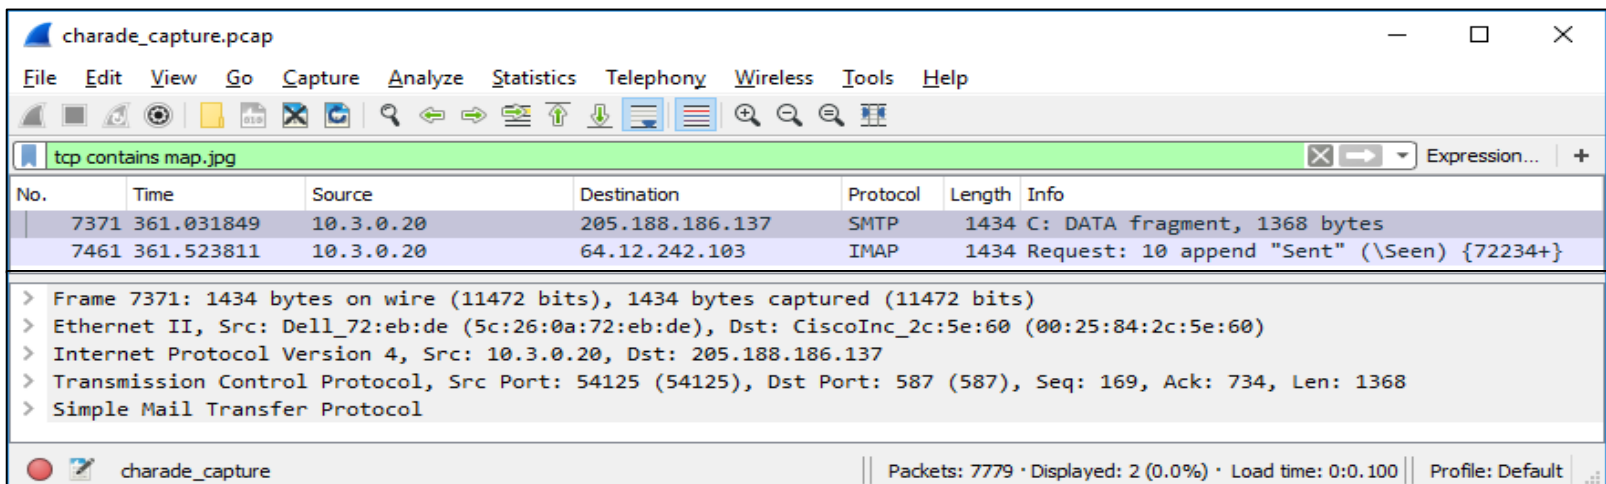 charade_capture.pcap
File Edit View Go Capture Analyze Statistics Telephony Wireless Tools Help
tcp contains map.jpg Expression... +
No. Time Source Destination Protocol Length Info
7371 361.031849 10.3.0.20 205.188.186.137 SMTP 1434 C: DATA fragment, 1368 bytes
7461 361.523811 10.3.0.20 64.12.242.103 IMAP 1434 Request: 10 append "Sent" (\Seen) {72234+}
> Frame 7371: 1434 bytes on wire (11472 bits), 1434 bytes captured (11472 bits)
> Ethernet II, Src: Dell_72:eb:de (5c:26:0a:72:eb:de), Dst: CiscoInc_2c:5e:60 (00:25:84:2c:5e:60)
> Internet Protocol Version 4, Src: 10.3.0.20, Dst: 205.188.186.137
> Transmission Control Protocol, Src Port: 54125 (54125), Dst Port: 587 (587), Seq: 169, Ack: 734, Len: 1368
> Simple Mail Transfer Protocol
charade_capture Packets: 7779 · Displayed: 2 (0.0%) · Load time: 0:0.100 Profile: Default